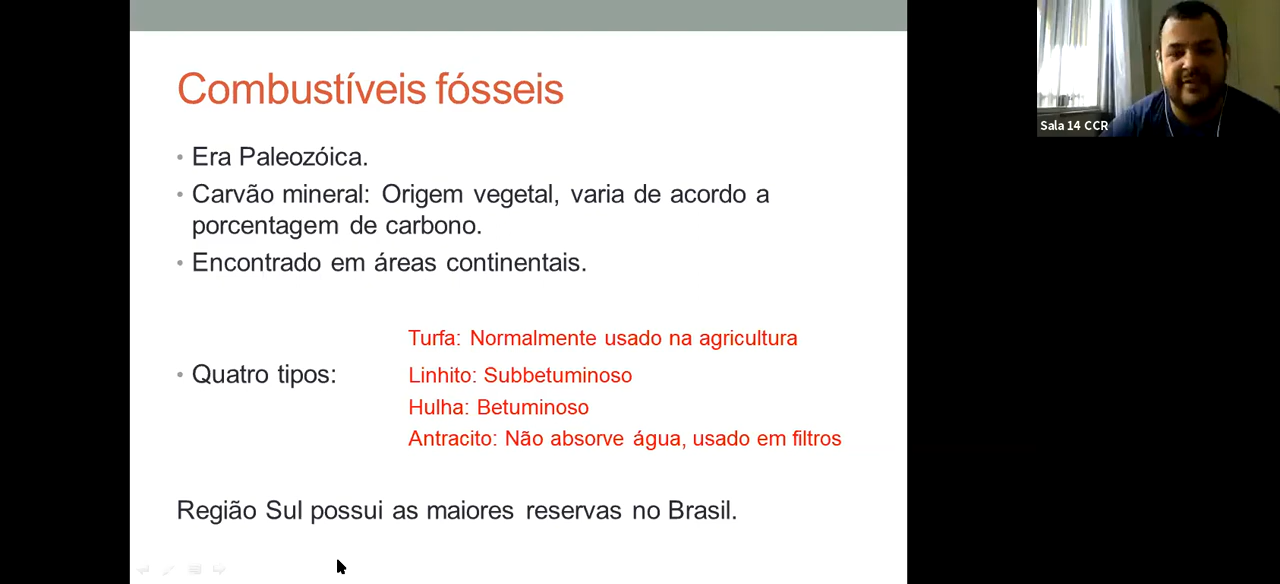 Combustíveis fósseis
• Era Paleozóica.
• Carvão mineral: Origem vegetal, varia de acordo a
porcentagem de carbono.
• Encontrado em áreas continentais.
Turfa: Normalmente usado na agricultura
• Quatro tipos:
Linhito: Subbetuminoso
Hulha: Betuminoso
Antracito: Não absorve água, usado em filtros
Região Sul possui as maiores reservas no Brasil.
Sala 14 CCR